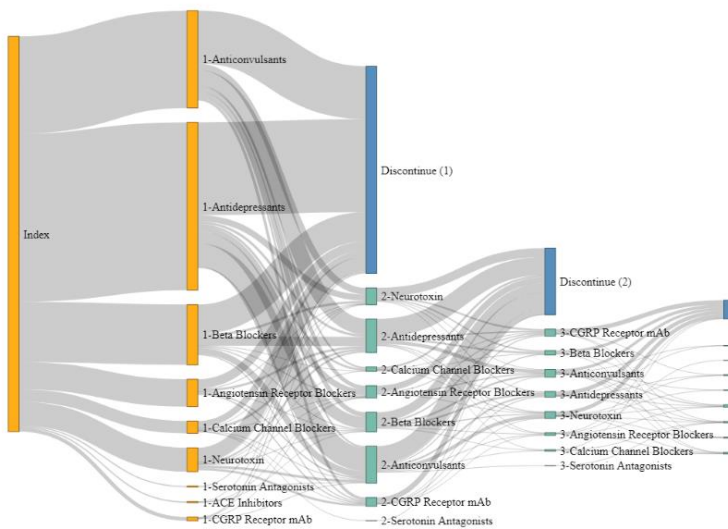 Index
1-Anticonvulsants
1-Antidepressants
1-Beta Blockers
1-Angiotensin Receptor Blockers
1-Calcium Channel Blockers
1-Neurotoxin
1-Serotonin Antagonists
1-ACE Inhibitors
1-CGRP Receptor mAb
Discontinue (1)
2-Neurotoxin
2-Antidepressants
2-Calcium Channel Blockers
2-Angiotensin Receptor Blockers
2-Beta Blockers
2-Anticonvulsants
2-CGRP Receptor mAb
2-Serotonin Antagonists
Discontinue (2)
3-CGRP Receptor mAb
3-Beta Blockers
3-Anticonvulsants
3-Antidepressants
3-Neurotoxin
3-Angiotensin Receptor Blockers
3-Calcium Channel Blockers
3-Serotonin Antagonists